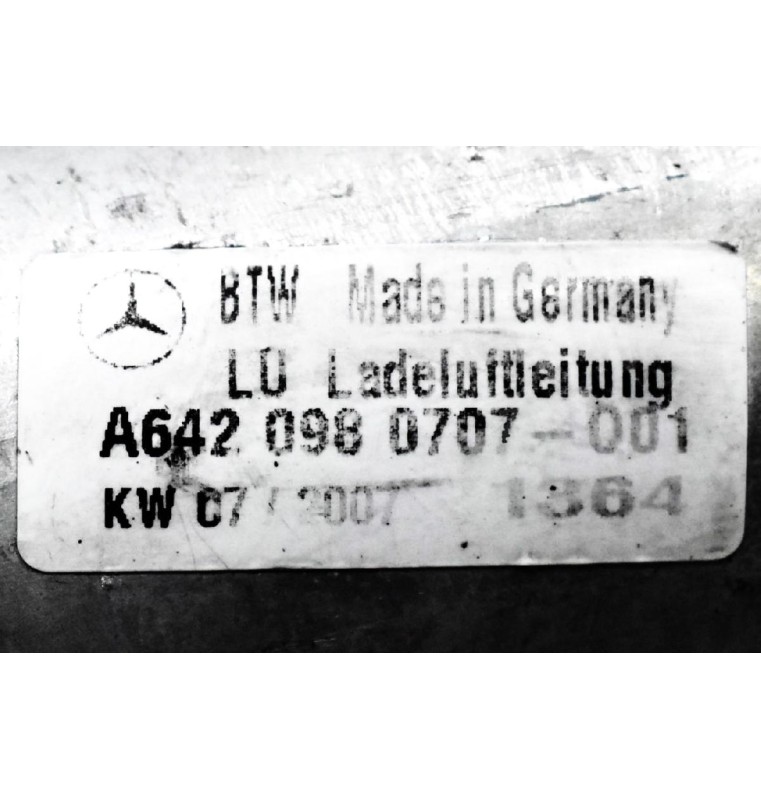 BTW Made in Germany
LU Ladeluftleitung
A642 098 0707-001
KW 07 / 2007 1364